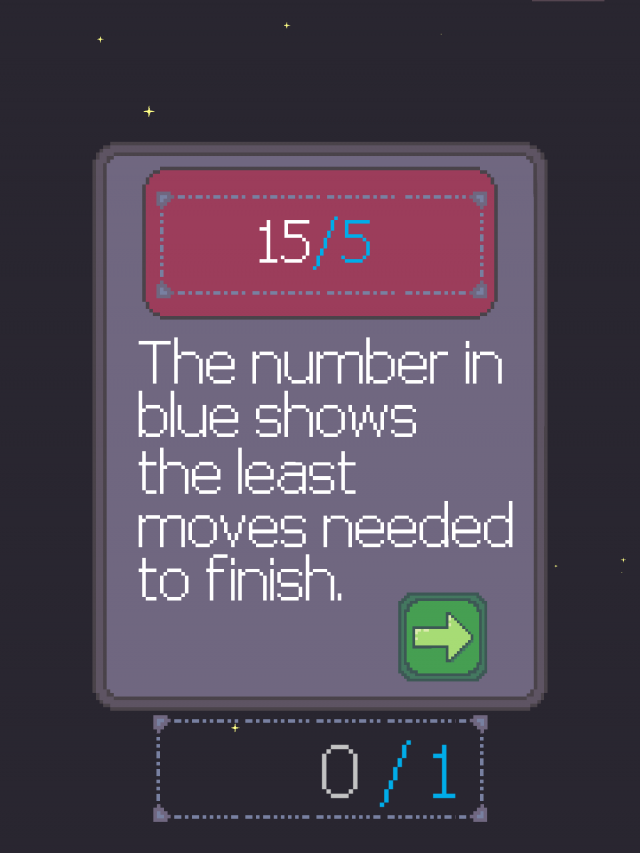 15/5
The number in
blue shows
the least
moves needed
to finish.
0/1